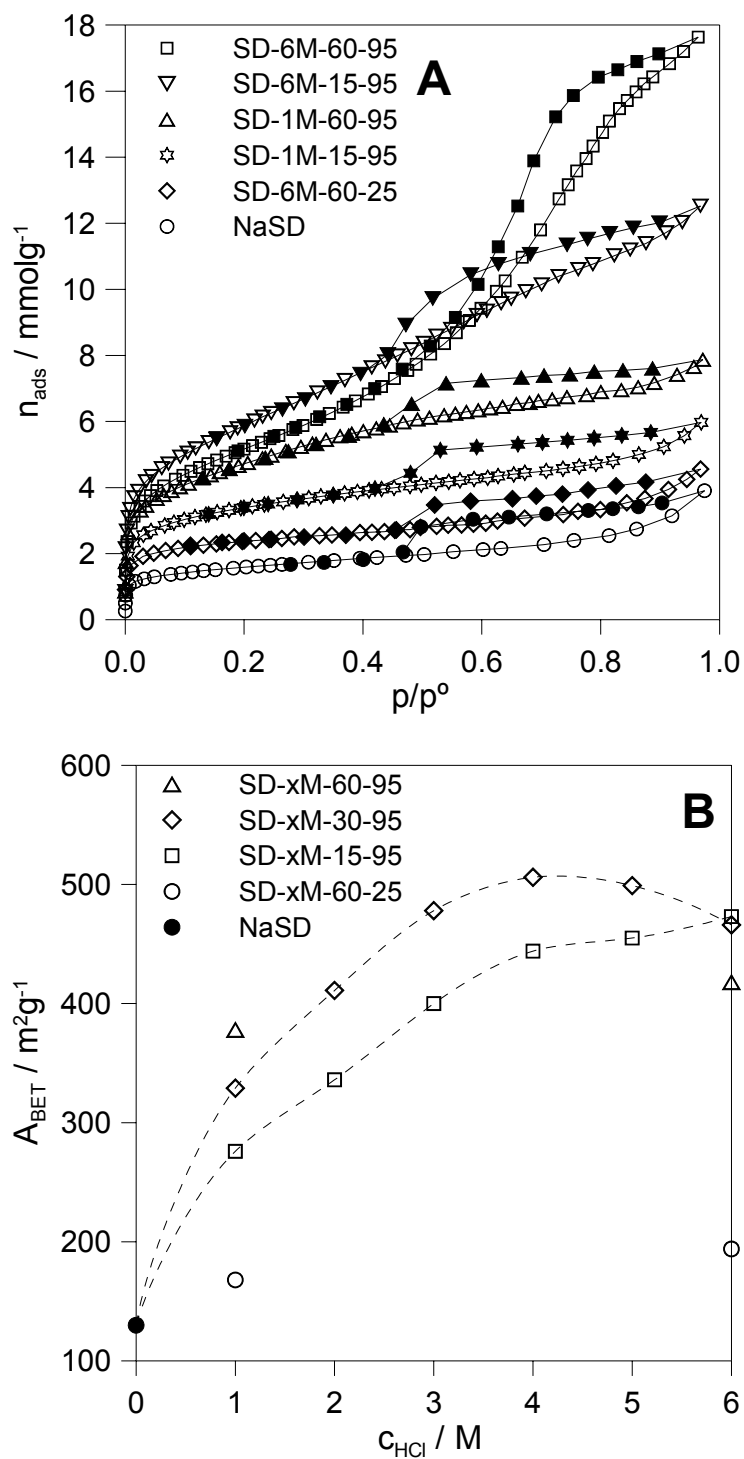 18
16
14
12
10
8
6
4
2
0
n_ads / mmolg⁻¹
SD-6M-60-95
SD-6M-15-95
SD-1M-60-95
SD-1M-15-95
SD-6M-60-25
NaSD
A
0.0 0.2 0.4 0.6 0.8 1.0
p/pº
600
500
400
300
200
100
A_BET / m²g⁻¹
SD-xM-60-95
SD-xM-30-95
SD-xM-15-95
SD-xM-60-25
NaSD
B
0 1 2 3 4 5 6
c_HCl / M